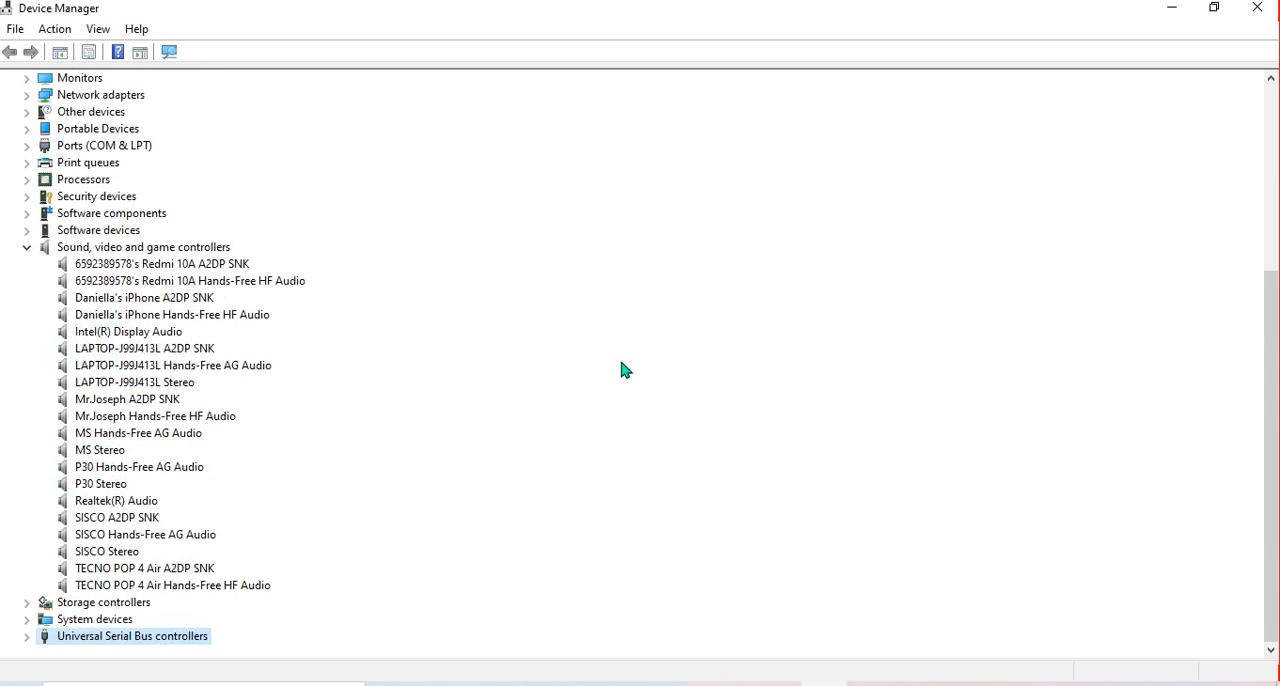 Device Manager
File Action View Help
Monitors
Network adapters
Other devices
Portable Devices
Ports (COM & LPT)
Print queues
Processors
Security devices
Software components
Software devices
Sound, video and game controllers
6592389578's Redmi 10A A2DP SNK
6592389578's Redmi 10A Hands-Free HF Audio
Daniella's iPhone A2DP SNK
Daniella's iPhone Hands-Free HF Audio
Intel(R) Display Audio
LAPTOP-J99J413L A2DP SNK
LAPTOP-J99J413L Hands-Free AG Audio
LAPTOP-J99J413L Stereo
Mr.Joseph A2DP SNK
Mr.Joseph Hands-Free HF Audio
MS Hands-Free AG Audio
MS Stereo
P30 Hands-Free AG Audio
P30 Stereo
Realtek(R) Audio
SISCO A2DP SNK
SISCO Hands-Free AG Audio
SISCO Stereo
TECNO POP 4 Air A2DP SNK
TECNO POP 4 Air Hands-Free HF Audio
Storage controllers
System devices
Universal Serial Bus controllers